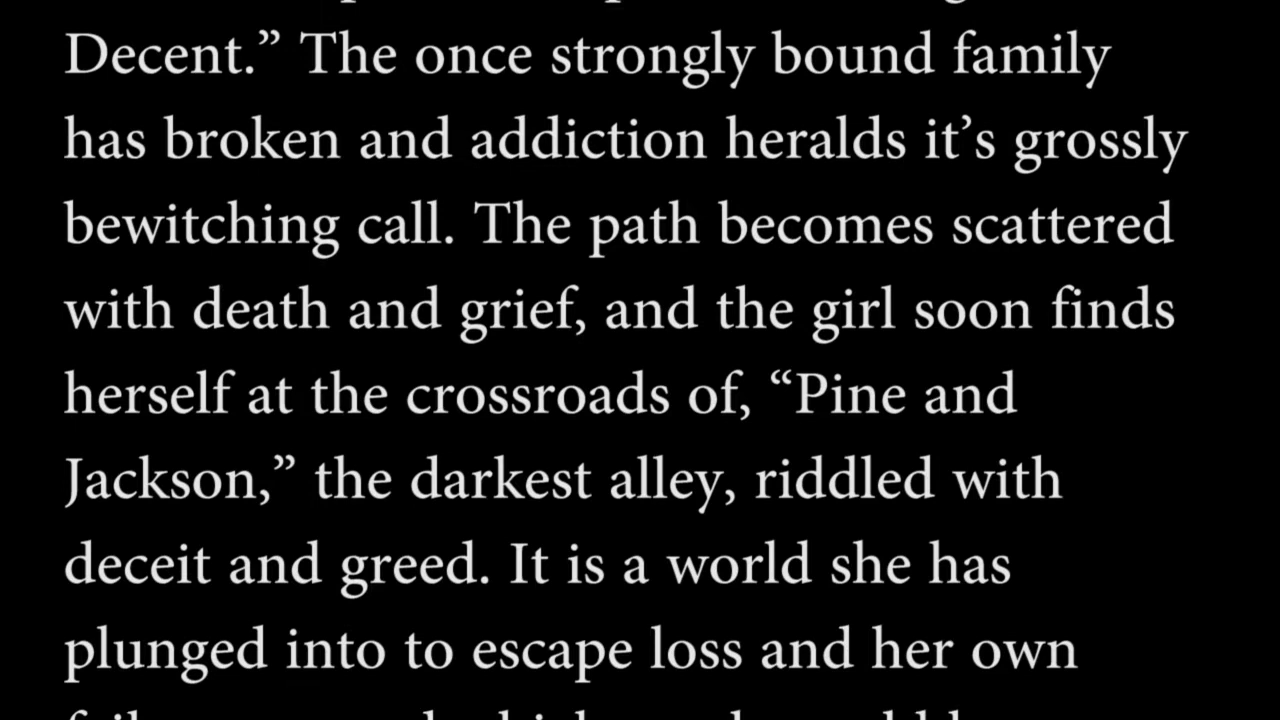 Decent.” The once strongly bound family
has broken and addiction heralds it’s grossly
bewitching call. The path becomes scattered
with death and grief, and the girl soon finds
herself at the crossroads of, “Pine and
Jackson,” the darkest alley, riddled with
deceit and greed. It is a world she has
plunged into to escape loss and her own